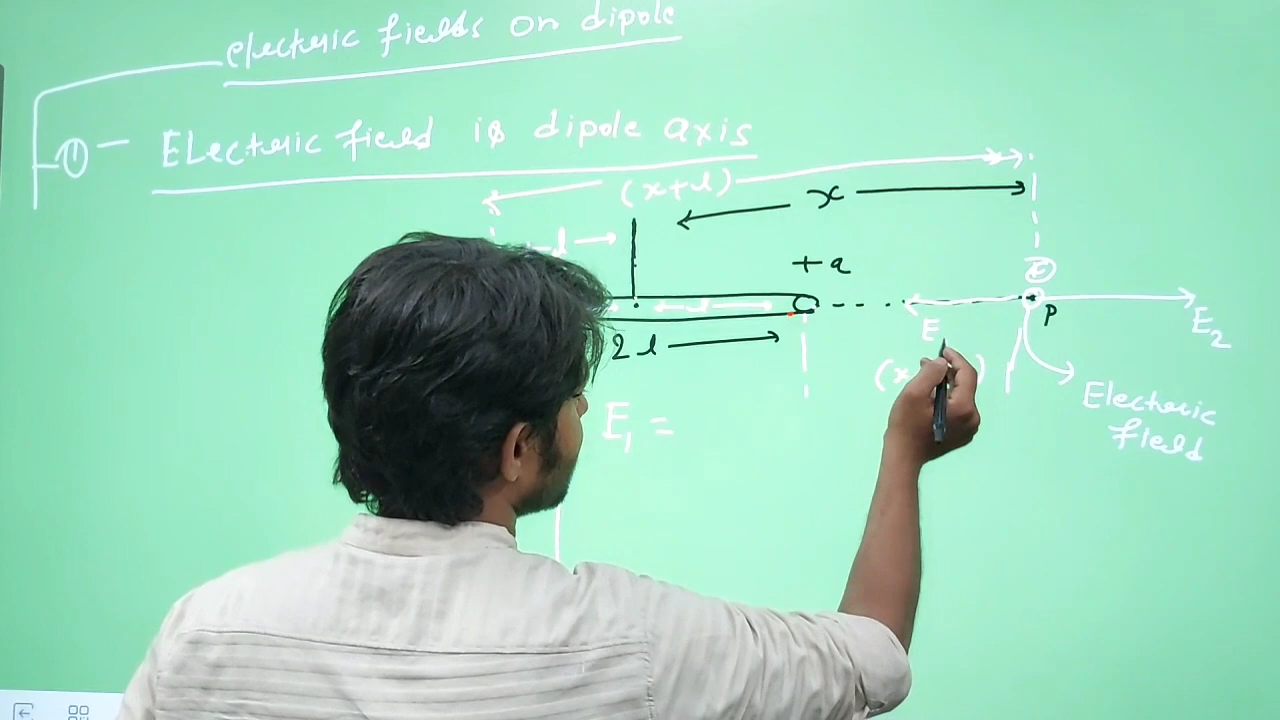 Electric fields on dipole
① — Electric field is dipole axis
(x+l)
x
l
+q
l
P
E
E2
2l
(x
)
E1 =
Electric
field